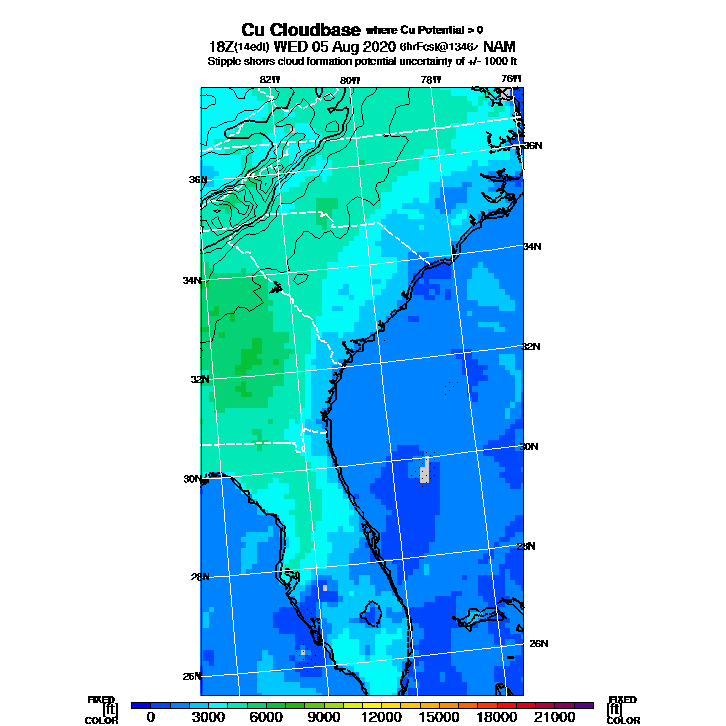 Cu Cloudbase where Cu Potential > 0
18Z(14edt) WED 05 Aug 2020 6hrFcst@1346z NAM
Stipple shows cloud formation potential uncertainty of +/- 1000 ft
82W 80W 78W 76W
36N 36N
34N 34N
32N 32N
30N 30N
28N 28N
26N 26N
FIXED FIXED
[ft] [ft]
COLOR COLOR
0 3000 6000 9000 12000 15000 18000 21000